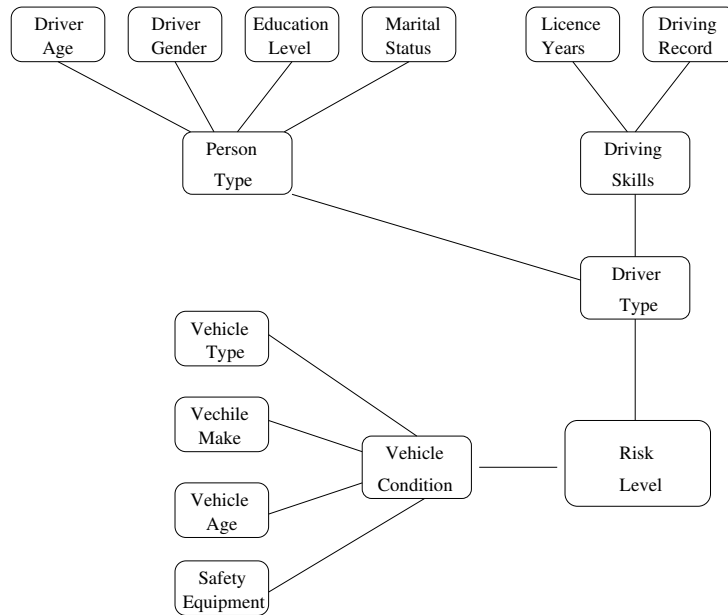 Driver
Age
Driver
Gender
Education
Level
Marital
Status
Licence
Years
Driving
Record
Person
Type
Driving
Skills
Driver
Type
Vehicle
Type
Vechile
Make
Vehicle
Age
Safety
Equipment
Vehicle
Condition
Risk
Level